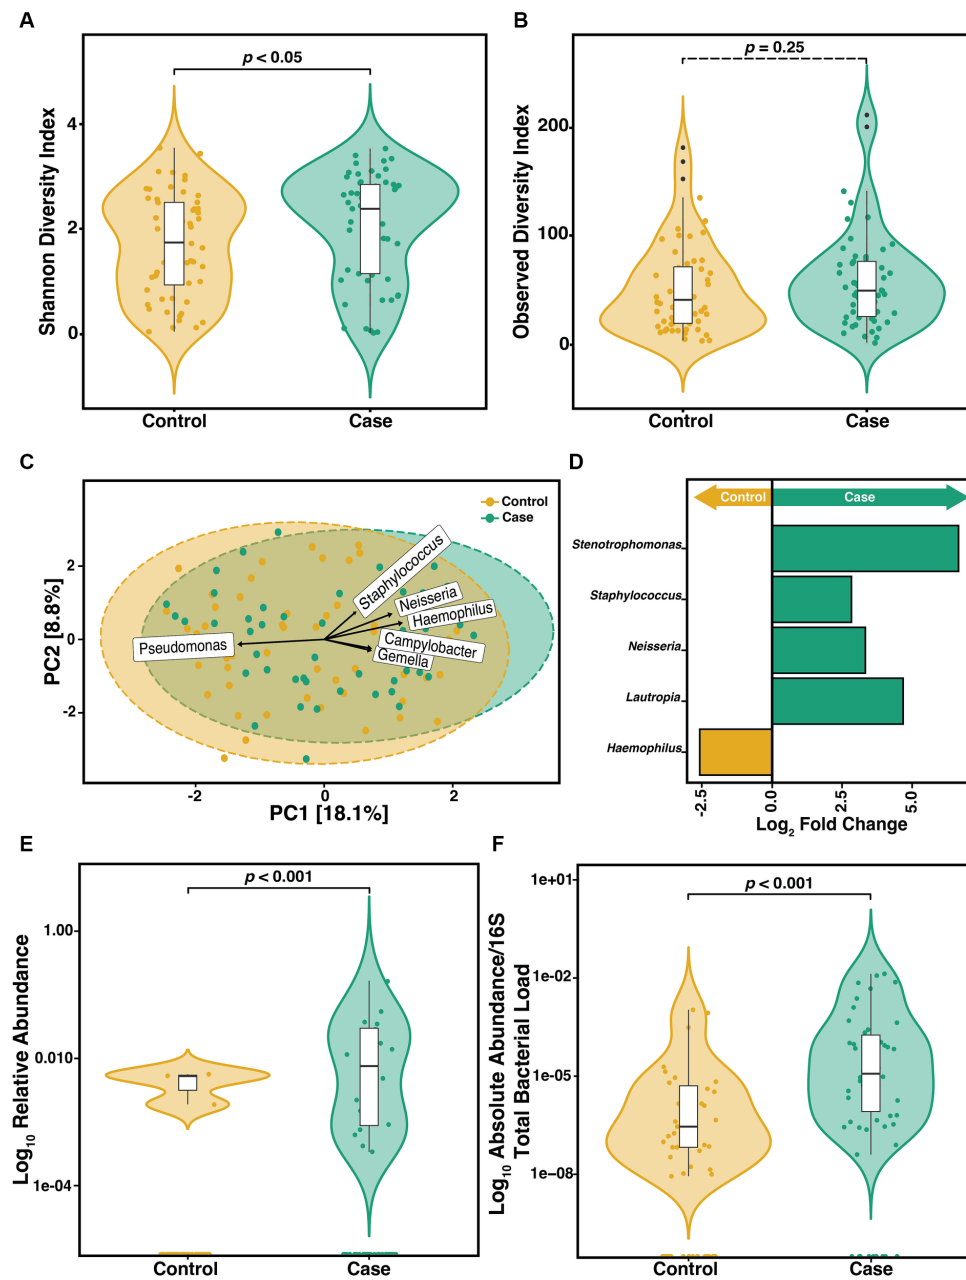 A
p < 0.05
Shannon Diversity Index
4
2
0
Control
Case
B
p = 0.25
Observed Diversity Index
200
100
0
Control
Case
C
Control
Case
PC2 [8.8%]
2
0
-2
Staphylococcus
Neisseria
Haemophilus
Pseudomonas
Campylobacter
Gemella
-2
0
2
PC1 [18.1%]
D
Control
Case
Stenotrophomonas
Staphylococcus
Neisseria
Lautropia
Haemophilus
-2.5
0.0
2.5
5.0
Log2 Fold Change
E
p < 0.001
Log10 Relative Abundance
1.00
0.010
1e-04
Control
Case
F
p < 0.001
Log10 Absolute Abundance/16S
Total Bacterial Load
1e+01
1e-02
1e-05
1e-08
Control
Case